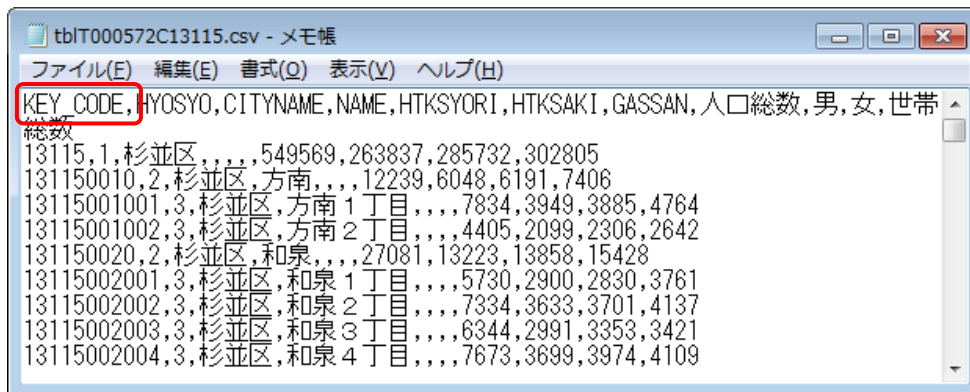 tblT000572C13115.csv - メモ帳
ファイル(F) 編集(E) 書式(O) 表示(V) ヘルプ(H)
KEY_CODE,HYOSYO,CITYNAME,NAME,HTKSYORI,HTKSAKI,GASSAN,人口総数,男,女,世帯
総数
13115,1,杉並区,,,,,549569,263837,285732,302805
131150010,2,杉並区,方南,,,,12239,6048,6191,7406
13115001001,3,杉並区,方南１丁目,,,,7834,3949,3885,4764
13115001002,3,杉並区,方南２丁目,,,,4405,2099,2306,2642
131150020,2,杉並区,和泉,,,,27081,13223,13858,15428
13115002001,3,杉並区,和泉１丁目,,,,5730,2900,2830,3761
13115002002,3,杉並区,和泉２丁目,,,,7334,3633,3701,4137
13115002003,3,杉並区,和泉３丁目,,,,6344,2991,3353,3421
13115002004,3,杉並区,和泉４丁目,,,,7673,3699,3974,4109